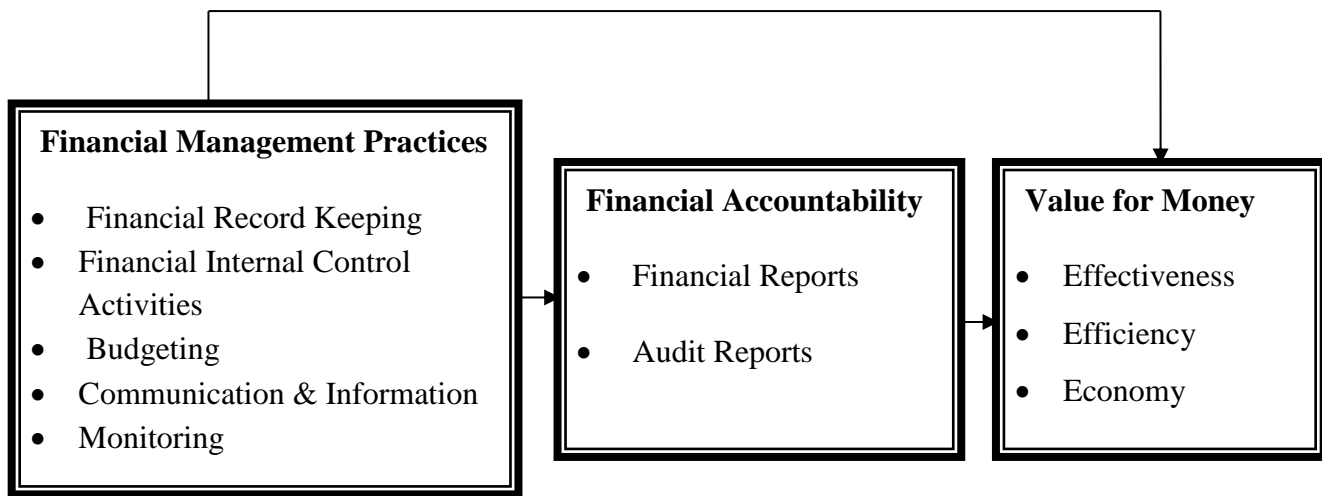 Financial Management Practices
• Financial Record Keeping
• Financial Internal Control
Activities
• Budgeting
• Communication & Information
• Monitoring
Financial Accountability
• Financial Reports
• Audit Reports
Value for Money
• Effectiveness
• Efficiency
• Economy